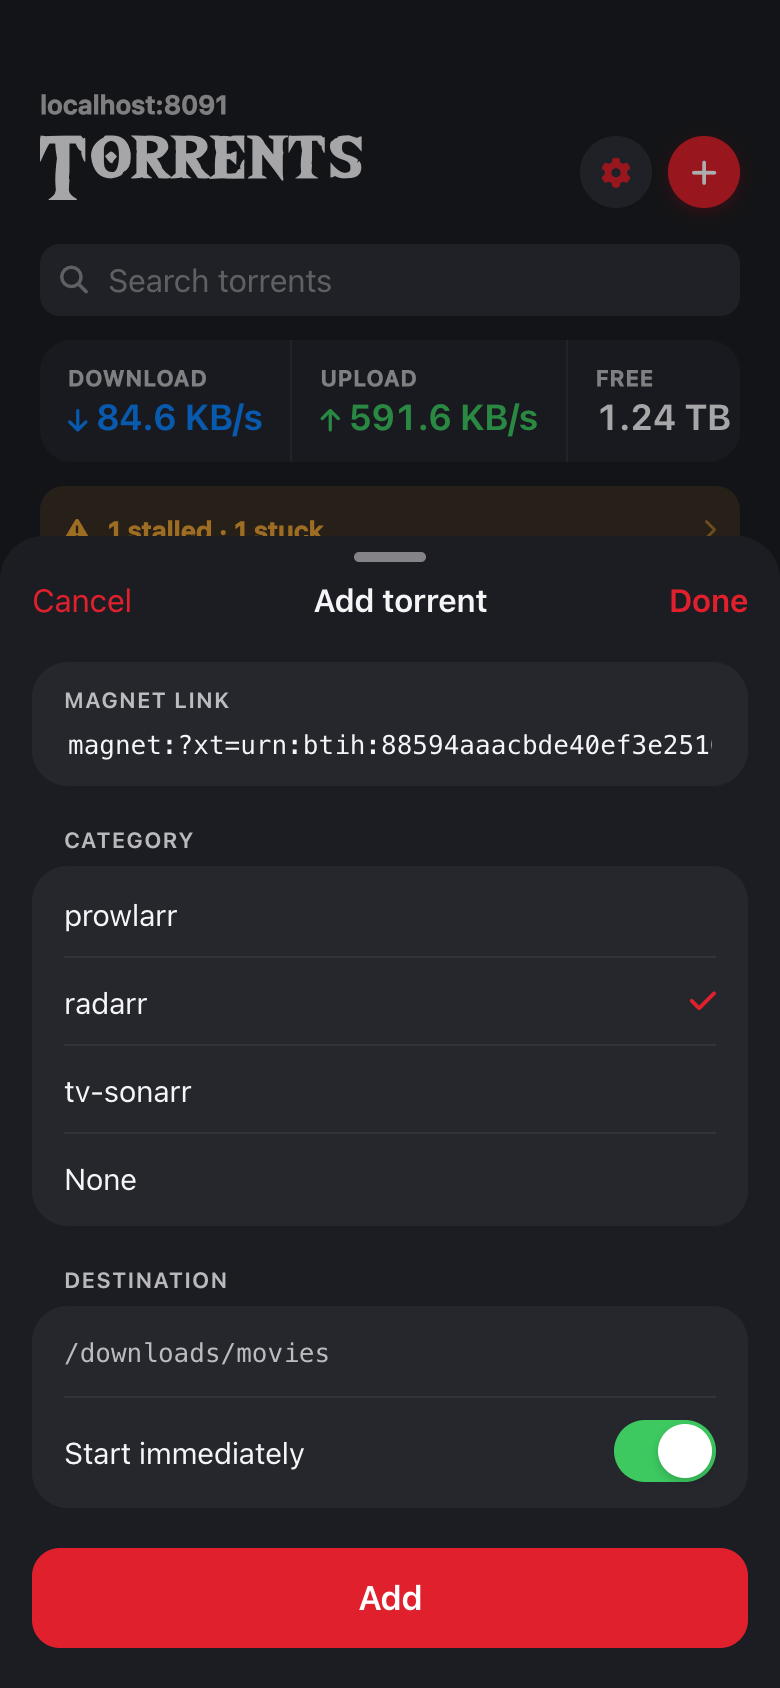 localhost:8091
TORRENTS
Search torrents
DOWNLOAD
↓ 84.6 KB/s
UPLOAD
↑ 591.6 KB/s
FREE
1.24 TB
1 stalled · 1 stuck
Cancel
Add torrent
Done
MAGNET LINK
magnet:?xt=urn:btih:88594aaacbde40ef3e251
CATEGORY
prowlarr
radarr
tv-sonarr
None
DESTINATION
/downloads/movies
Start immediately
Add